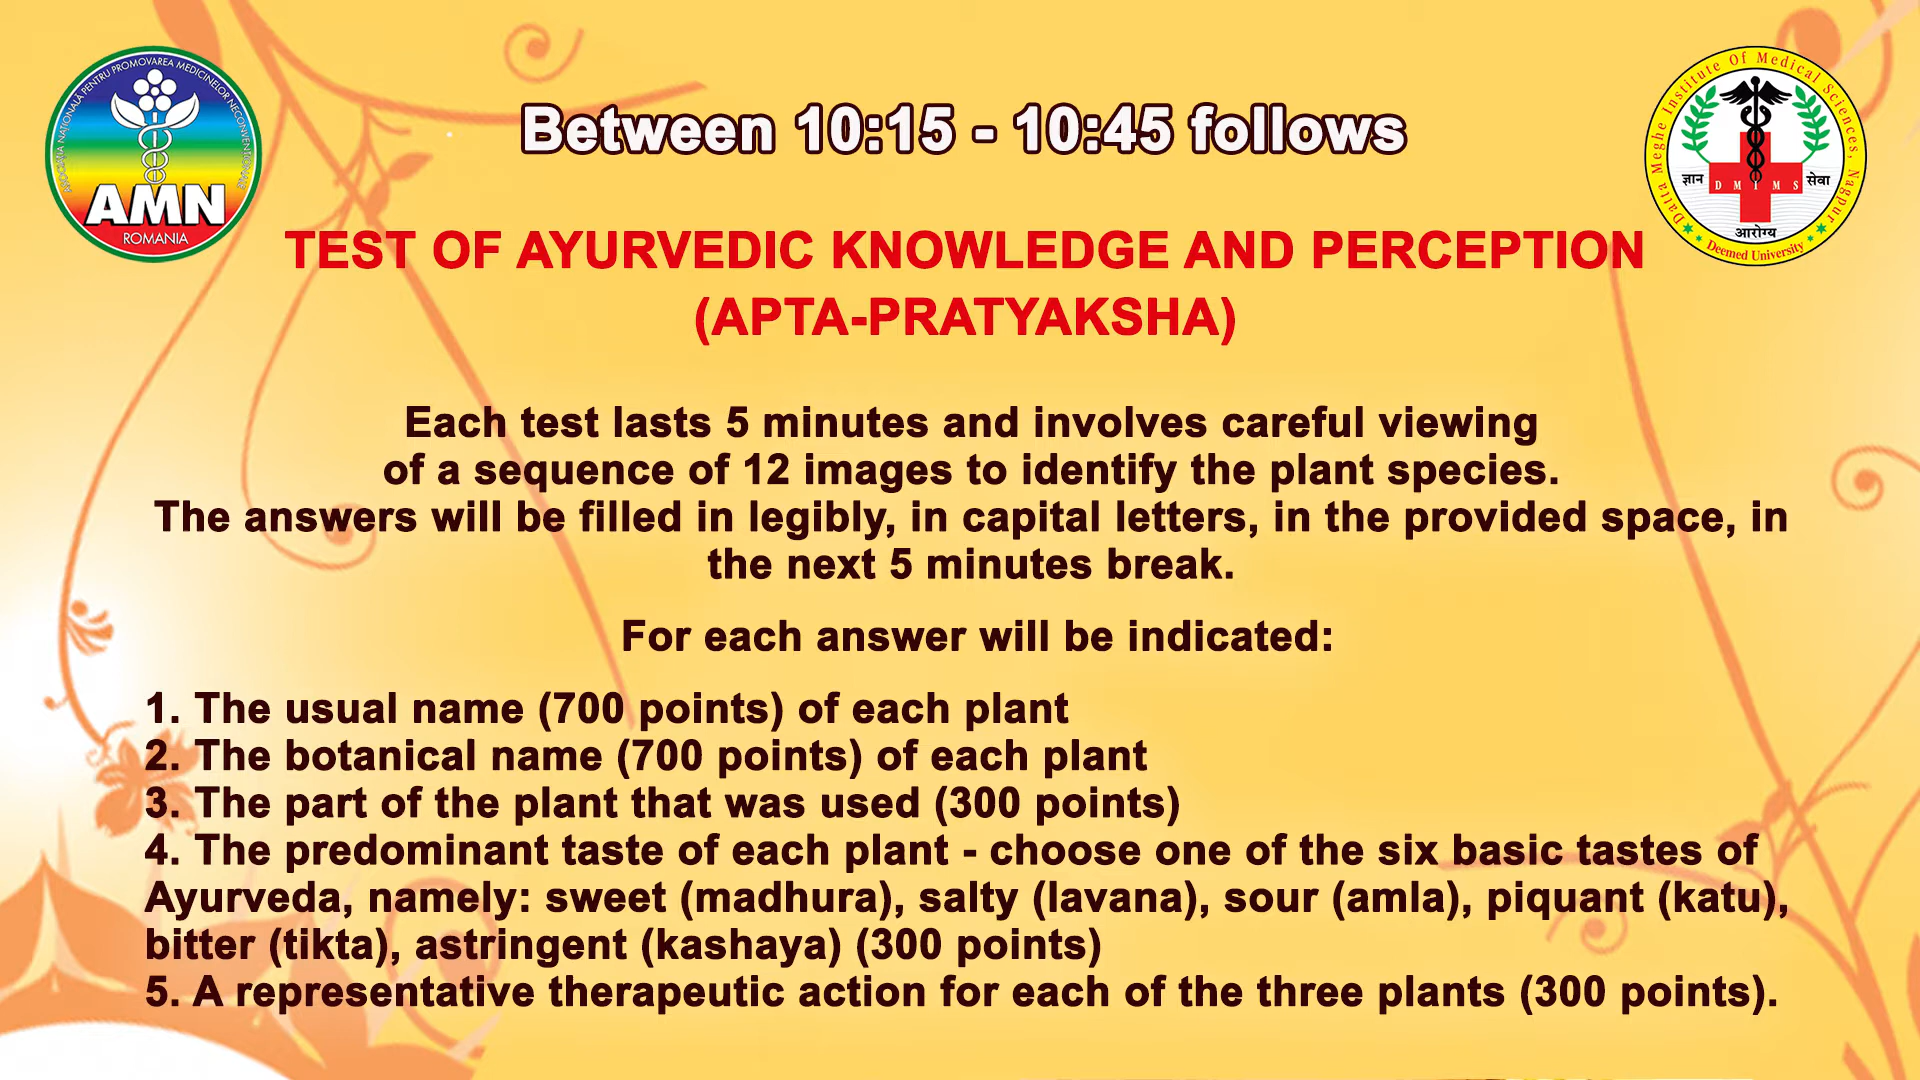 ASOCIAȚIA NAȚIONALĂ PENTRU PROMOVAREA MEDICINELOR NECONVENȚIONALE
AMN
ROMANIA
Datta Meghe Institute Of Medical Sciences, Nagpur
ज्ञान
D M I M S
सेवा
आरोग्य
Deemed University
Between 10:15 - 10:45 follows
TEST OF AYURVEDIC KNOWLEDGE AND PERCEPTION
(APTA-PRATYAKSHA)
Each test lasts 5 minutes and involves careful viewing
of a sequence of 12 images to identify the plant species.
The answers will be filled in legibly, in capital letters, in the provided space, in
the next 5 minutes break.
For each answer will be indicated:
1. The usual name (700 points) of each plant
2. The botanical name (700 points) of each plant
3. The part of the plant that was used (300 points)
4. The predominant taste of each plant - choose one of the six basic tastes of
Ayurveda, namely: sweet (madhura), salty (lavana), sour (amla), piquant (katu),
bitter (tikta), astringent (kashaya) (300 points)
5. A representative therapeutic action for each of the three plants (300 points).